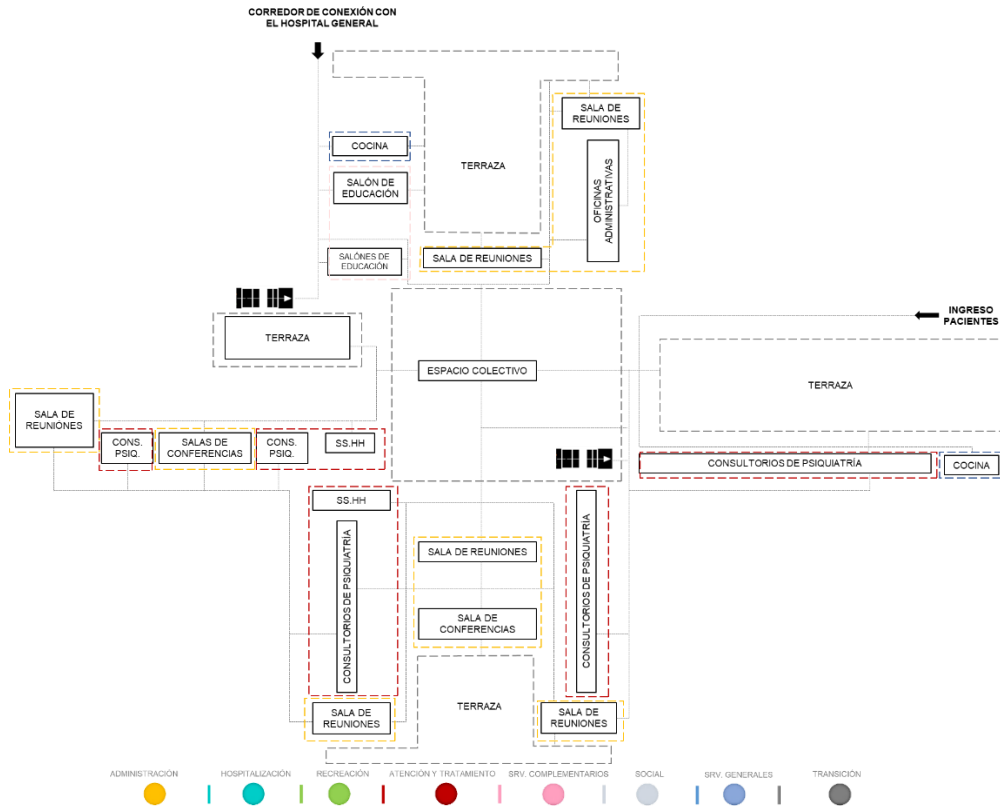 CORREDOR DE CONEXIÓN CON
EL HOSPITAL GENERAL
SALA DE
REUNIONES
COCINA
TERRAZA
SALÓN DE
EDUCACIÓN
OFICINAS
ADMINISTRATIVAS
SALÓNES DE
EDUCACIÓN
SALA DE REUNIONES
INGRESO
PACIENTES
TERRAZA
ESPACIO COLECTIVO
TERRAZA
SALA DE
REUNIONES
CONS.
PSIQ.
SALAS DE
CONFERENCIAS
CONS.
PSIQ.
SS.HH
CONSULTORIOS DE PSIQUIATRÍA
COCINA
SS.HH
CONSULTORIOS DE PSIQUIATRÍA
SALA DE REUNIONES
SALA DE
CONFERENCIAS
CONSULTORIOS DE PSIQUIATRÍA
TERRAZA
SALA DE
REUNIONES
SALA DE
REUNIONES
ADMINISTRACIÓN
HOSPITALIZACIÓN
RECREACIÓN
ATENCIÓN Y TRATAMIENTO
SRV. COMPLEMENTARIOS
SOCIAL
SRV. GENERALES
TRANSICIÓN